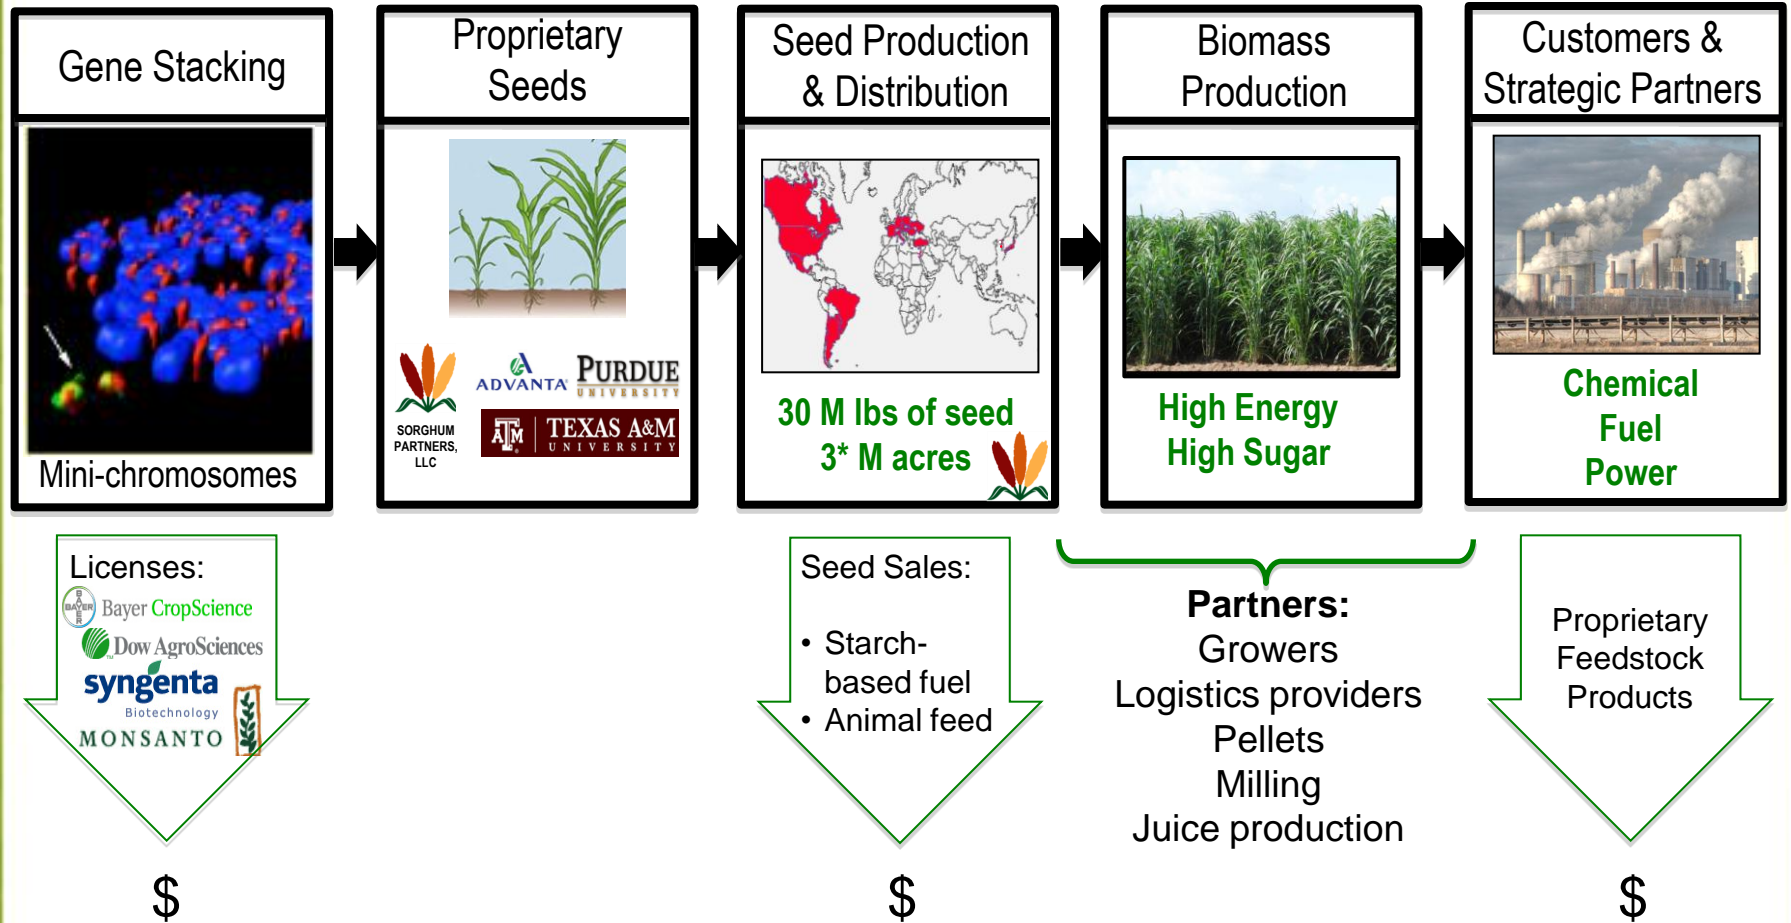 Gene Stacking
Mini-chromosomes
Proprietary
Seeds
SORGHUM
PARTNERS,
LLC
ADVANTA
PURDUE
UNIVERSITY
ĀM TEXAS A&M
UNIVERSITY
Seed Production
& Distribution
30 M lbs of seed
3* M acres
Biomass
Production
High Energy
High Sugar
Customers &
Strategic Partners
Chemical
Fuel
Power
Licenses:
BAYER
BAYER
Bayer CropScience
Dow AgroSciences
syngenta
Biotechnology
MONSANTO
$
Seed Sales:
• Starch-
based fuel
• Animal feed
$
Partners:
Growers
Logistics providers
Pellets
Milling
Juice production
Proprietary
Feedstock
Products
$